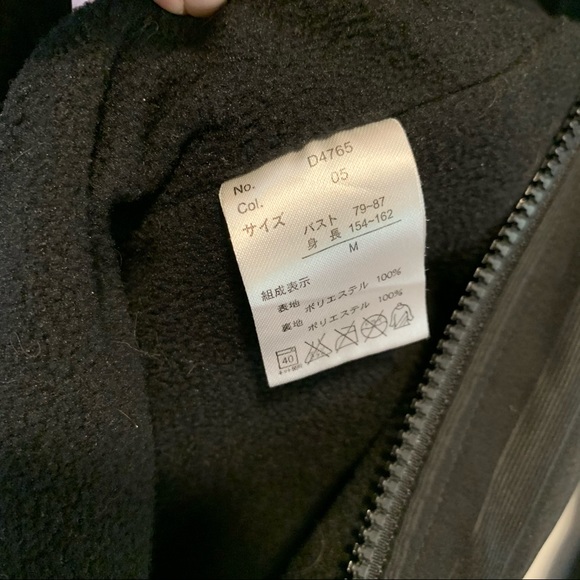 No. D4765
Col. 05
サイズ バスト 79-87
身長 154-162
M
組成表示
表地 ポリエステル 100%
裏地 ポリエステル 100%
40